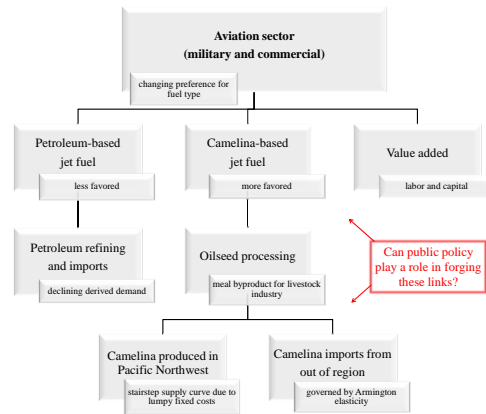 Aviation sector
(military and commercial)
changing preference for
fuel type
Petroleum-based
jet fuel
less favored
Camelina-based
jet fuel
more favored
Value added
labor and capital
Petroleum refining
and imports
declining derived demand
Oilseed processing
meal byproduct for livestock
industry
Can public policy
play a role in forging
these links?
Camelina produced in
Pacific Northwest
stairstep supply curve due to
lumpy fixed costs
Camelina imports from
out of region
governed by Armington
elasticity